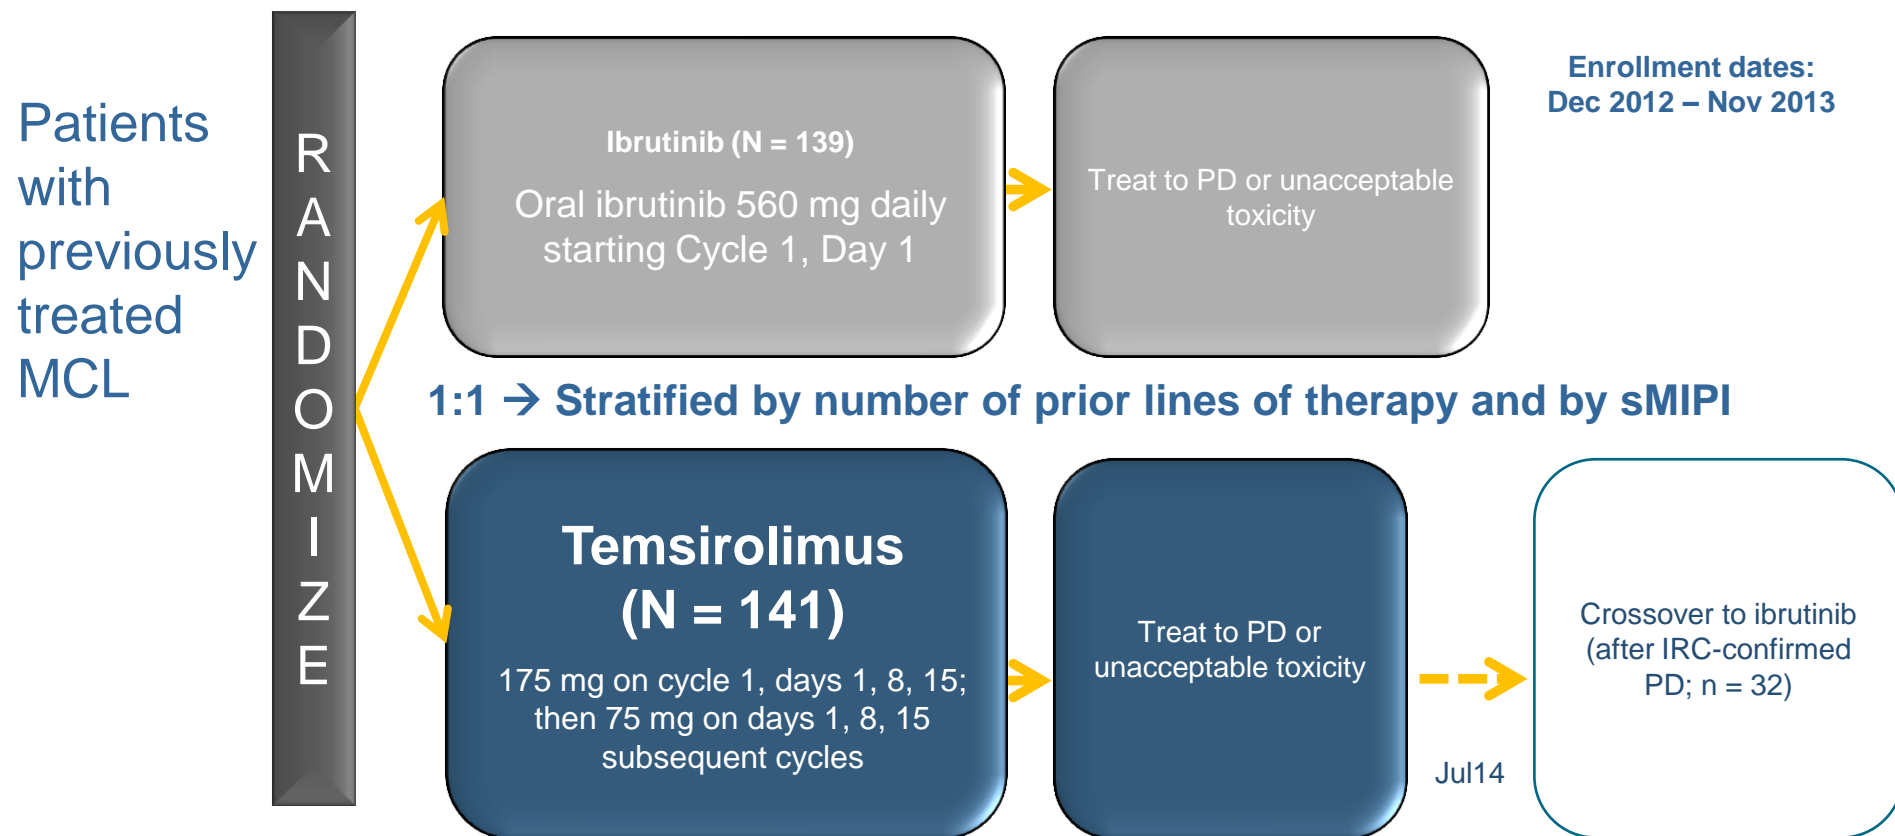 Patients
with
previously
treated
MCL
R
A
N
D
O
M
I
Z
E
Ibrutinib (N = 139)
Oral ibrutinib 560 mg daily
starting Cycle 1, Day 1
Treat to PD or unacceptable
toxicity
Enrollment dates:
Dec 2012 – Nov 2013
1:1 → Stratified by number of prior lines of therapy and by sMIPI
Temsirolimus
(N = 141)
175 mg on cycle 1, days 1, 8, 15;
then 75 mg on days 1, 8, 15
subsequent cycles
Treat to PD or
unacceptable toxicity
Jul14
Crossover to ibrutinib
(after IRC-confirmed
PD; n = 32)